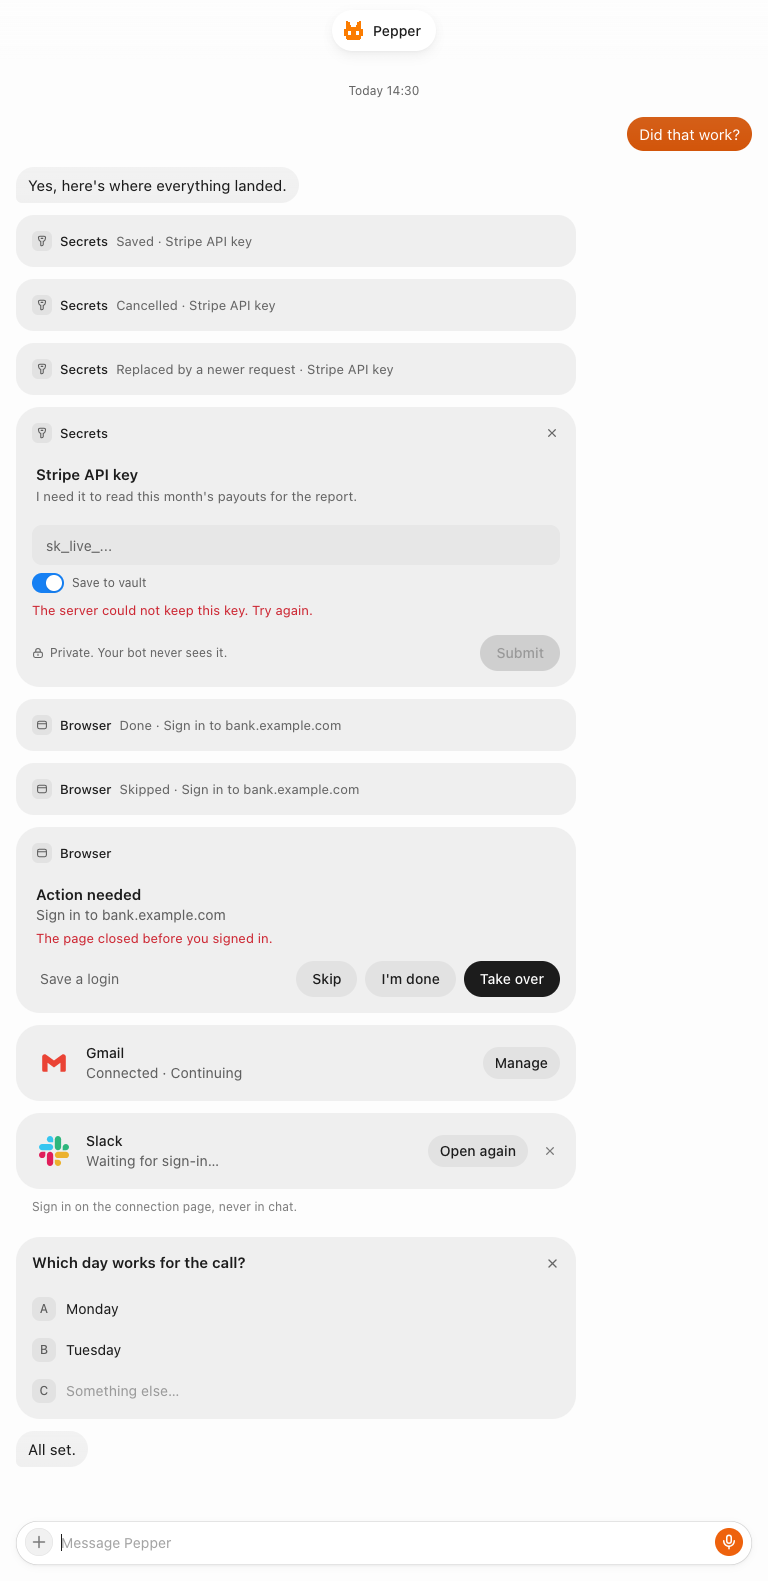 Pepper
Today 14:30
Did that work?
Yes, here's where everything landed.
Secrets Saved · Stripe API key
Secrets Cancelled · Stripe API key
Secrets Replaced by a newer request · Stripe API key
Secrets
Stripe API key
I need it to read this month's payouts for the report.
sk_live_...
Save to vault
The server could not keep this key. Try again.
Private. Your bot never sees it.
Submit
Browser Done · Sign in to bank.example.com
Browser Skipped · Sign in to bank.example.com
Browser
Action needed
Sign in to bank.example.com
The page closed before you signed in.
Save a login
Skip
I'm done
Take over
Gmail
Connected · Continuing
Manage
Slack
Waiting for sign-in...
Open again
Sign in on the connection page, never in chat.
Which day works for the call?
A Monday
B Tuesday
C Something else...
All set.
Message Pepper